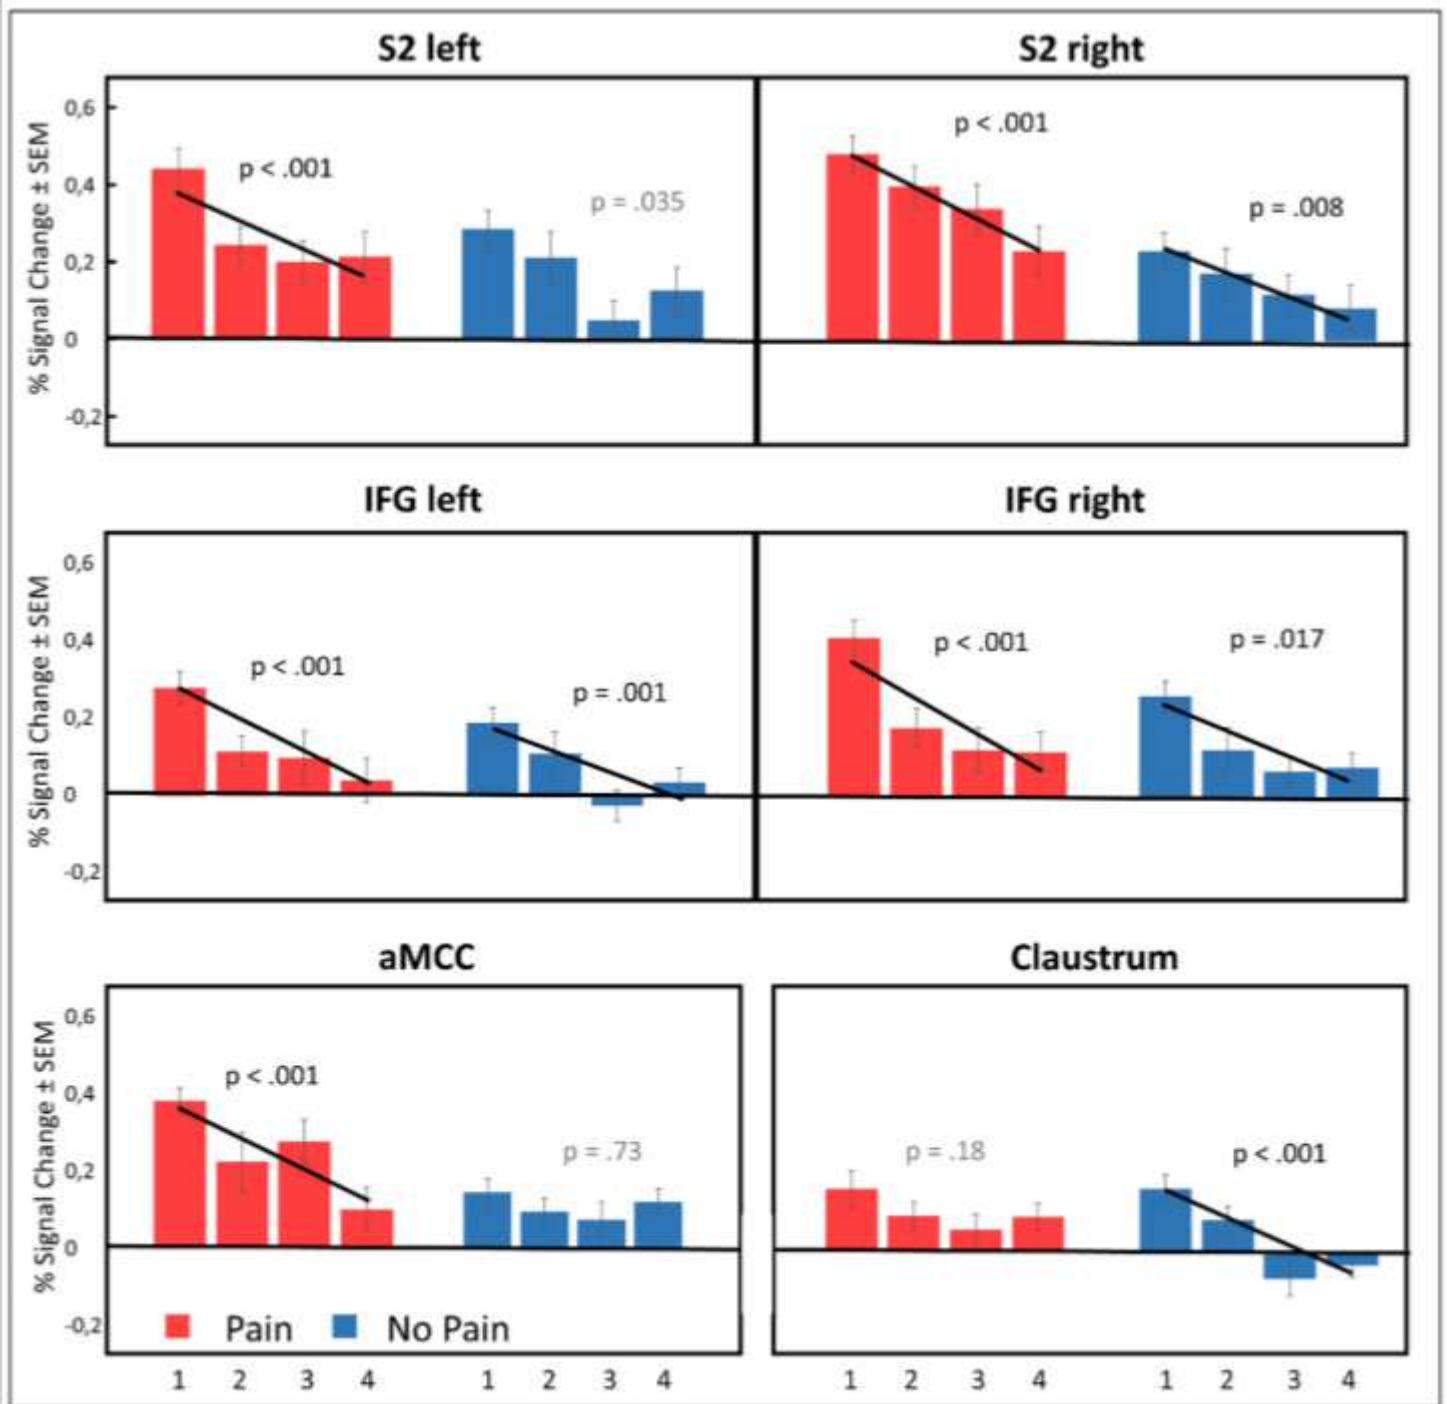 S2 left
S2 right
% Signal Change ± SEM
0,6
0,4
0,2
0
-0,2
p < .001
p = .035
p < .001
p = .008
IFG left
IFG right
% Signal Change ± SEM
0,6
0,4
0,2
0
-0,2
p < .001
p = .001
p < .001
p = .017
aMCC
Claustrum
% Signal Change ± SEM
0,6
0,4
0,2
0
-0,2
p < .001
p = .73
p = .18
p < .001
Pain No Pain
1 2 3 4 1 2 3 4 1 2 3 4 1 2 3 4